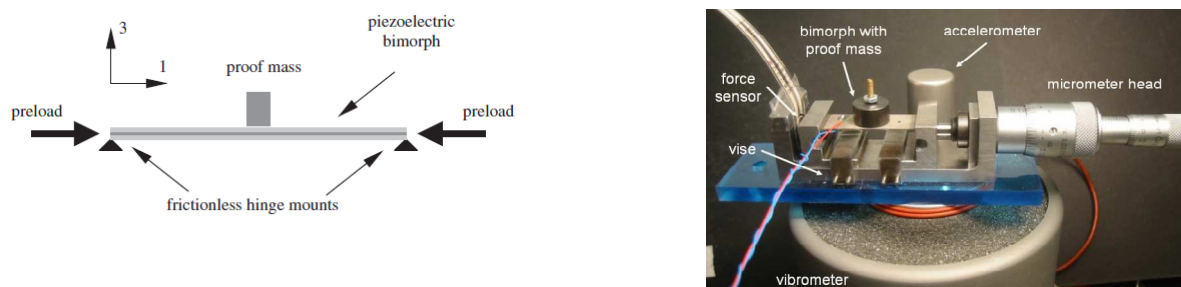 3
1
piezoelectric
bimorph
proof mass
preload
preload
frictionless hinge mounts
bimorph with
proof mass
accelerometer
force
sensor
micrometer head
vise
vibrometer